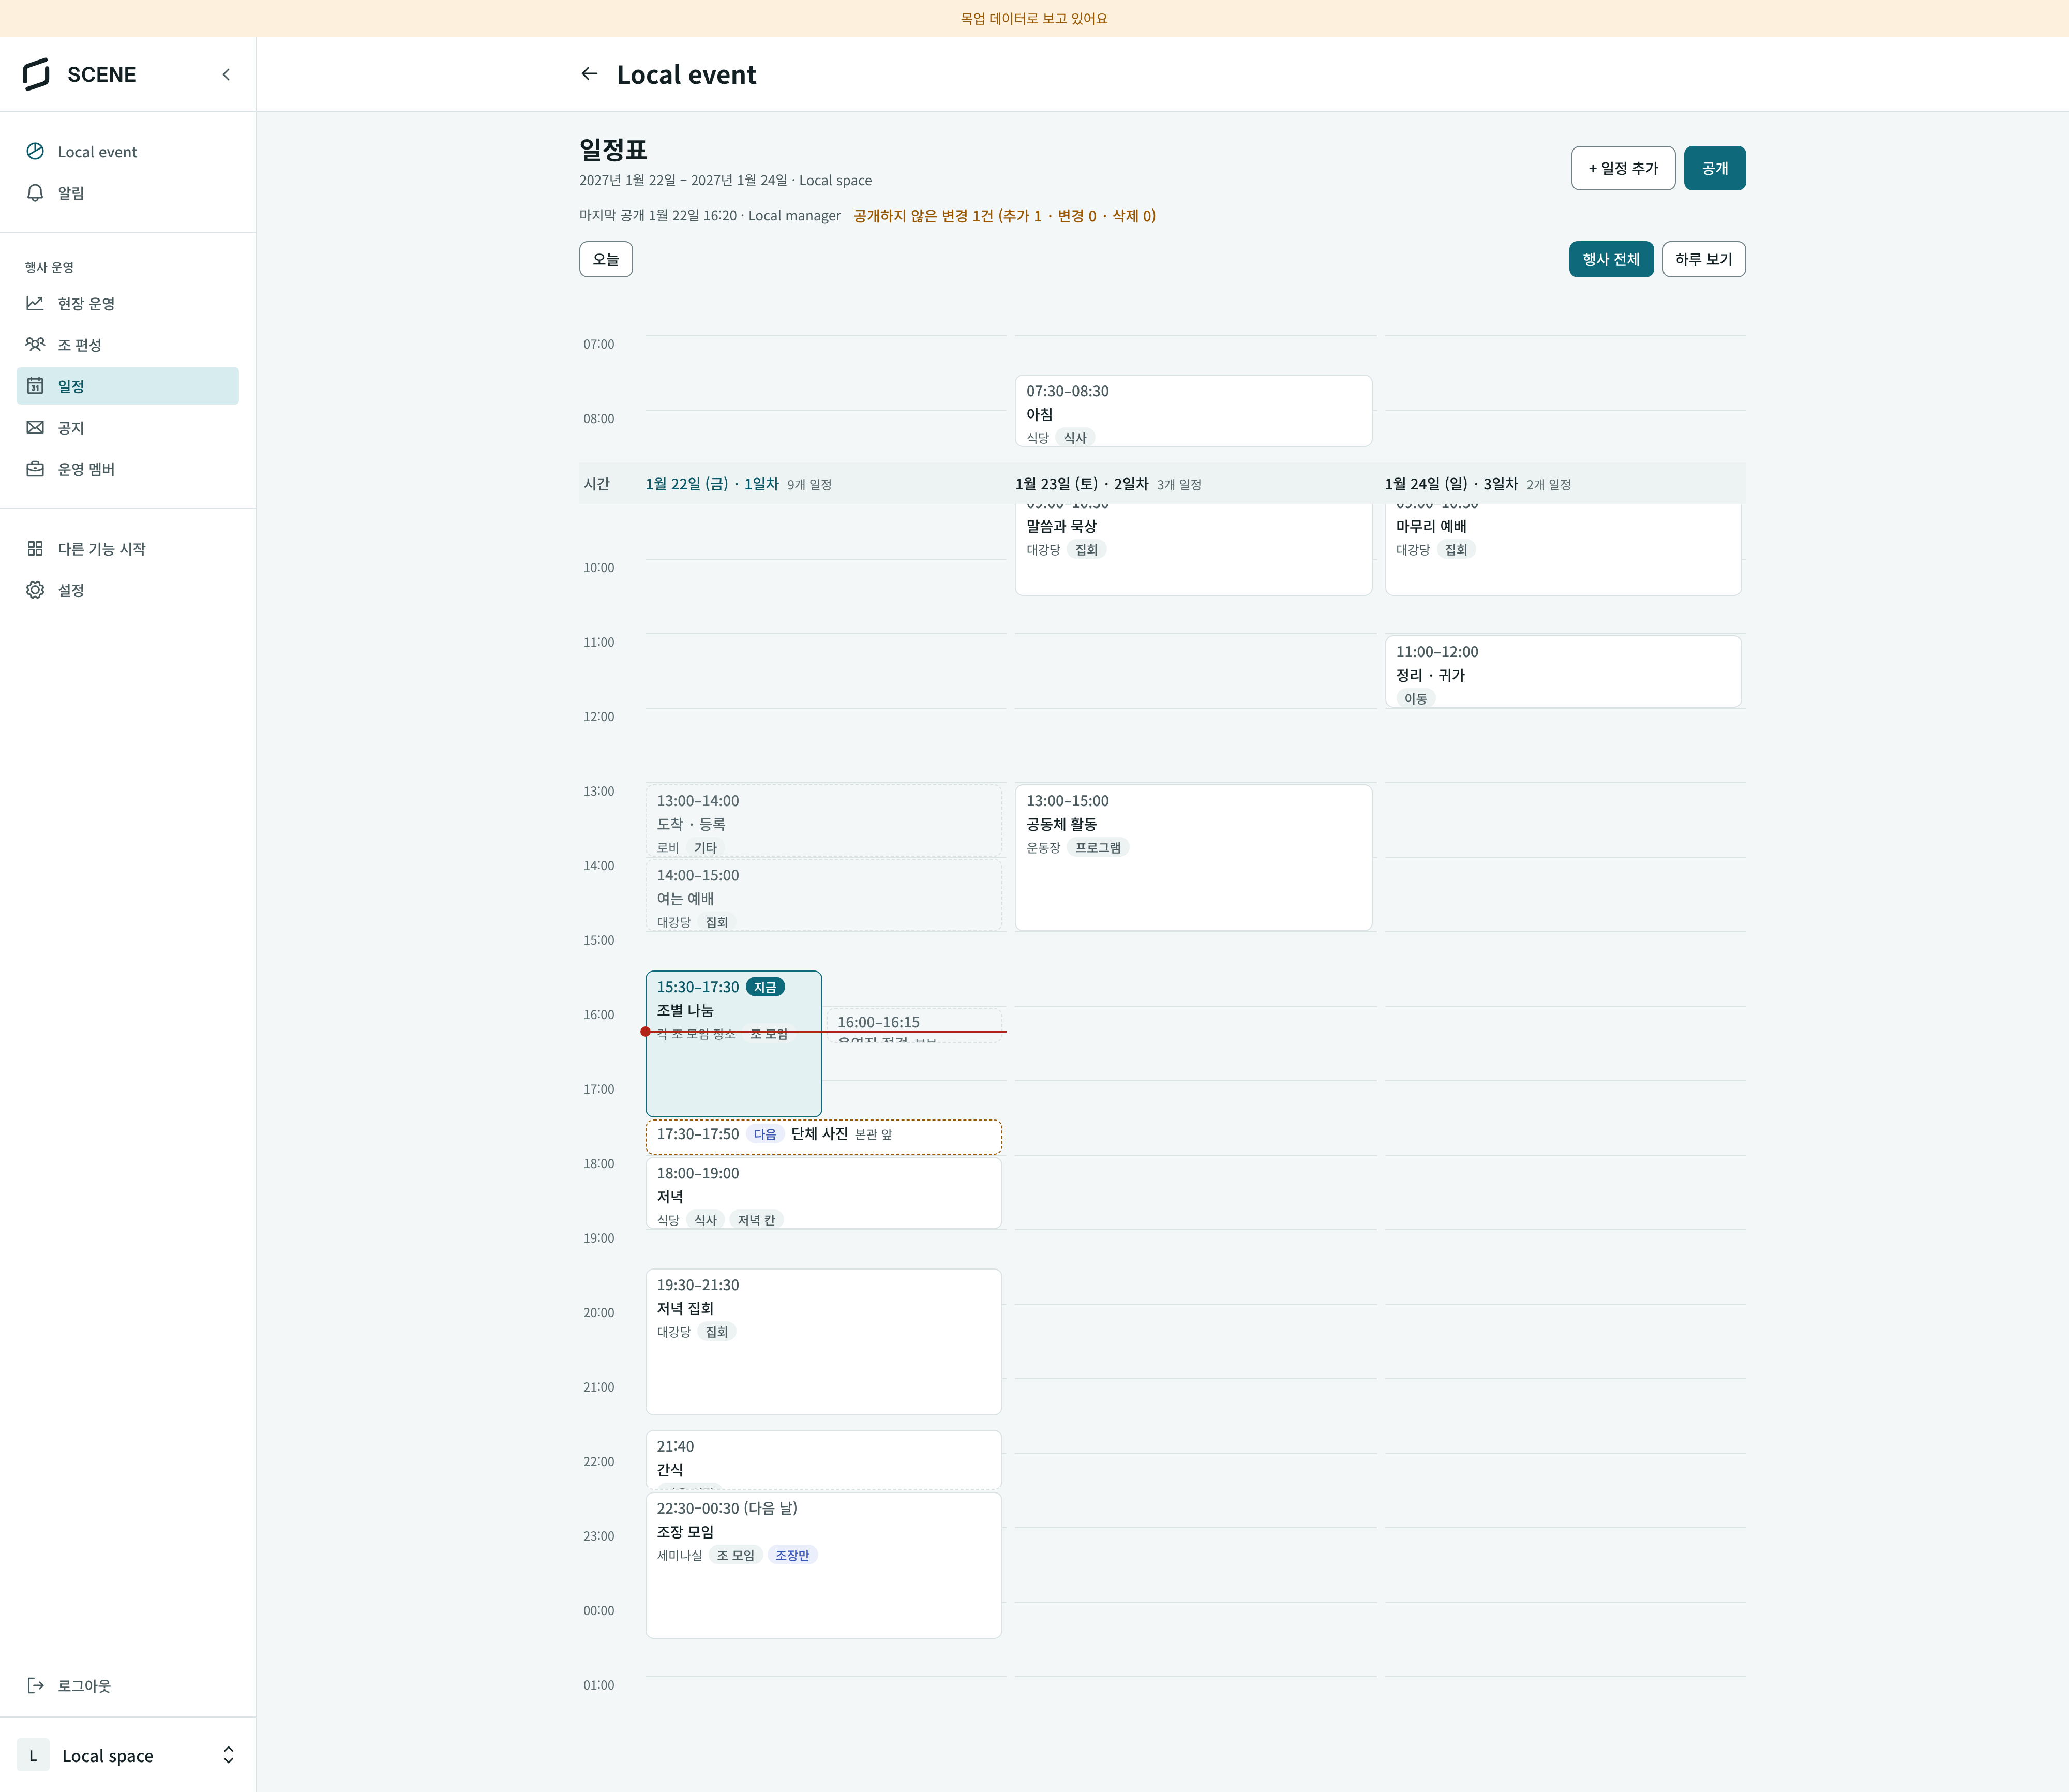 목업 데이터로 보고 있어요
SCENE
Local event
Local event
알림
행사 운영
현장 운영
조 편성
일정
공지
운영 멤버
다른 기능 시작
설정
로그아웃
L Local space
일정표
2027년 1월 22일 – 2027년 1월 24일 · Local space
+ 일정 추가
공개
마지막 공개 1월 22일 16:20 · Local manager 공개하지 않은 변경 1건 (추가 1 · 변경 0 · 삭제 0)
오늘
행사 전체
하루 보기
07:00
07:30–08:30
아침
식당 식사
08:00
시간 1월 22일 (금) · 1일차 9개 일정 1월 23일 (토) · 2일차 3개 일정 1월 24일 (일) · 3일차 2개 일정
말씀과 묵상
대강당 집회
마무리 예배
대강당 집회
10:00
11:00
11:00–12:00
정리 · 귀가
이동
12:00
13:00
13:00–14:00
도착 · 등록
로비 기타
13:00–15:00
공동체 활동
운동장 프로그램
14:00
14:00–15:00
여는 예배
대강당 집회
15:00
15:30–17:30 지금
조별 나눔
각 조 모임 장소 조 모임
16:00
16:00–16:15
17:00
17:30–17:50 다음 단체 사진 본관 앞
18:00
18:00–19:00
저녁
식당 식사 저녁 칸
19:00
19:30–21:30
저녁 집회
대강당 집회
20:00
21:00
21:40
간식
22:00
22:30–00:30 (다음 날)
조장 모임
세미나실 조 모임 조장만
23:00
00:00
01:00